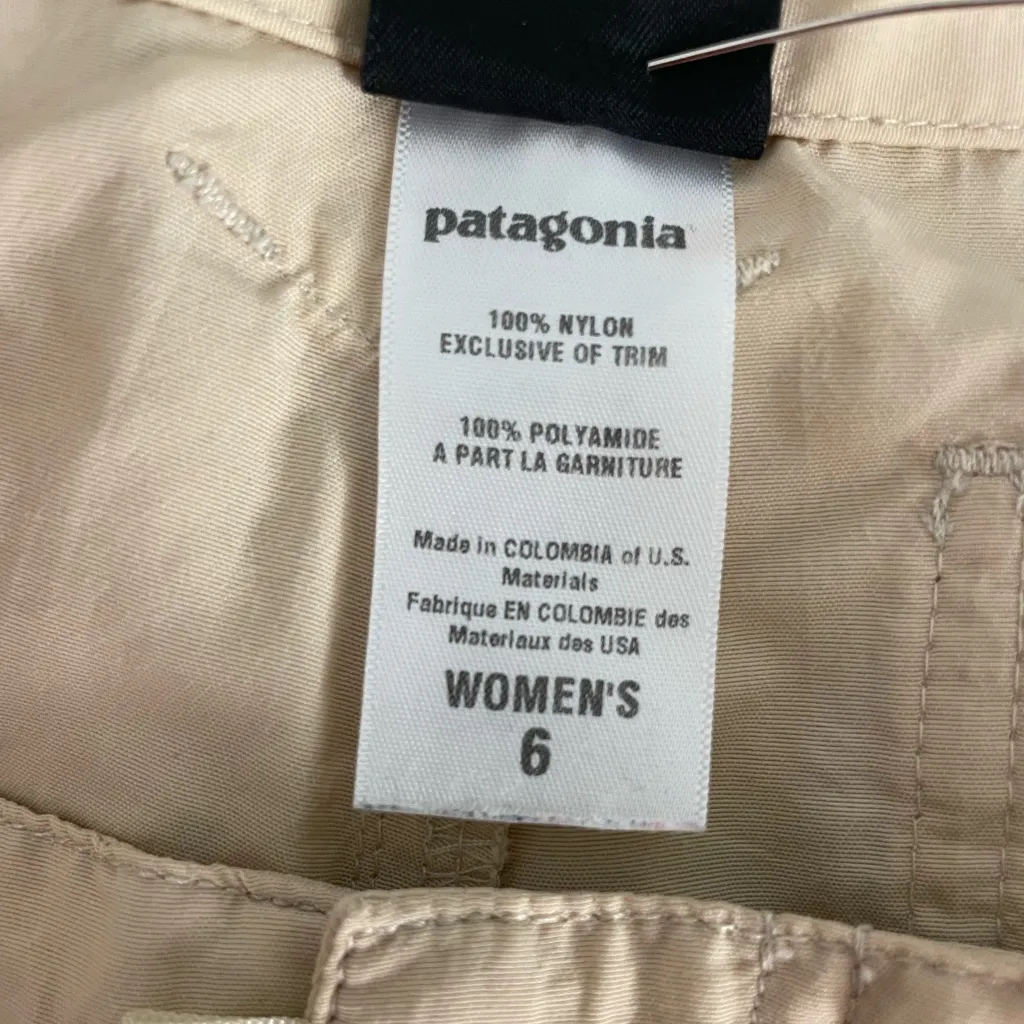 patagonia
100% NYLON
EXCLUSIVE OF TRIM
100% POLYAMIDE
A PART LA GARNITURE
Made in COLOMBIA of U.S.
Materials
Fabrique EN COLOMBIE des
Materiaux des USA
WOMEN'S
6